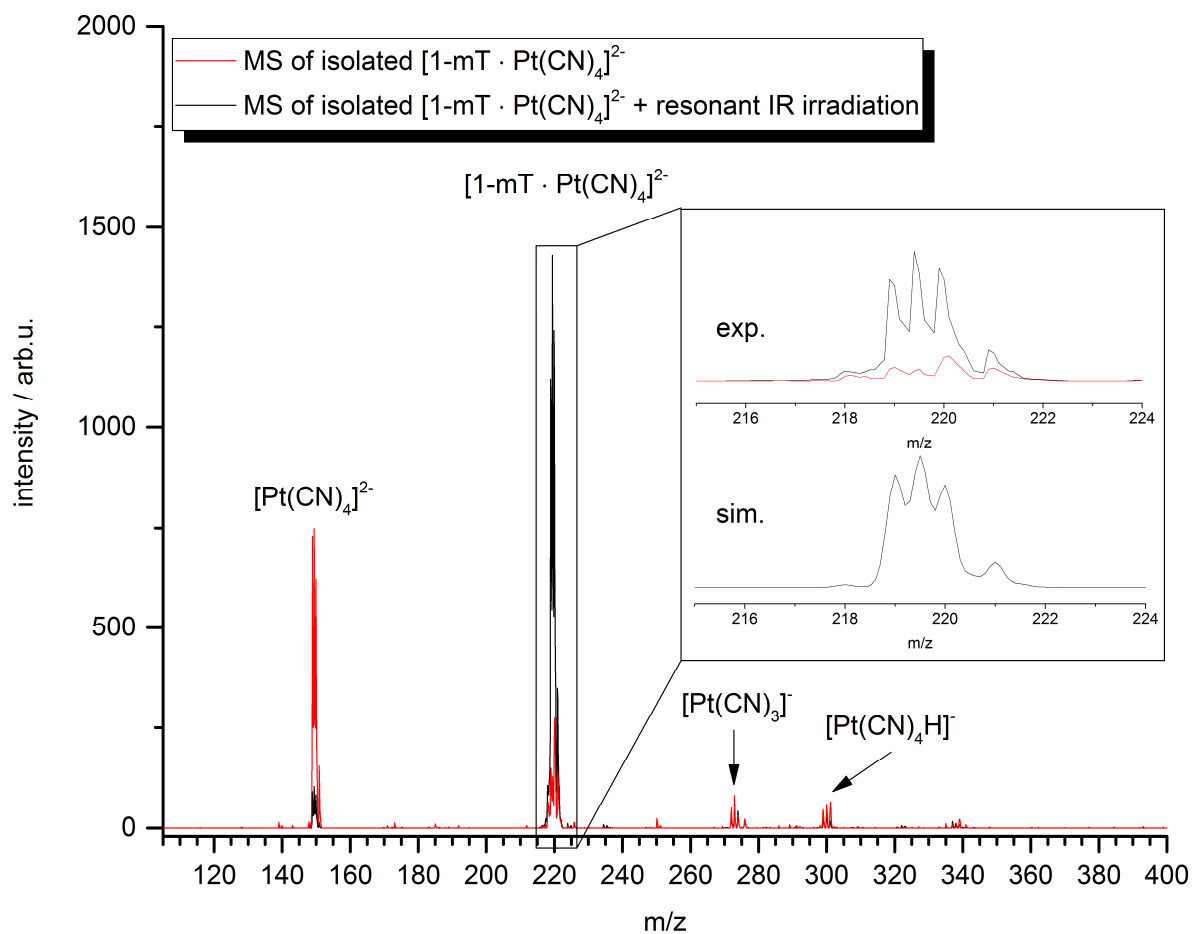 2000
MS of isolated [1-mT · Pt(CN)₄]²⁻
MS of isolated [1-mT · Pt(CN)₄]²⁻ + resonant IR irradiation
[1-mT · Pt(CN)₄]²⁻
1500
exp.
216 218 220 222 224
m/z
intensity / arb.u.
1000
[Pt(CN)₄]²⁻
sim.
216 218 220 222 224
m/z
500
[Pt(CN)₃]⁻
[Pt(CN)₄H]⁻
0
120 140 160 180 200 220 240 260 280 300 320 340 360 380 400
m/z